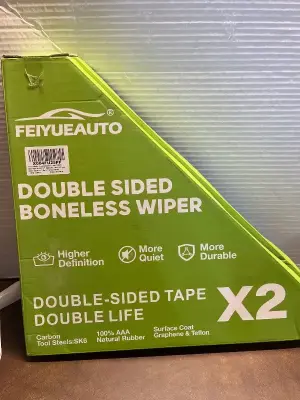 ®
FEIYUEAUTO
DOUBLE SIDED
BONELESS WIPER
Higher
Definition
More
Quiet
More
Durable
DOUBLE-SIDED TAPE
DOUBLE LIFE
X2
Carbon
Tool Steels:SK6
100% AAA
Natural Rubber
Surface Coat
Graphene & Teflon